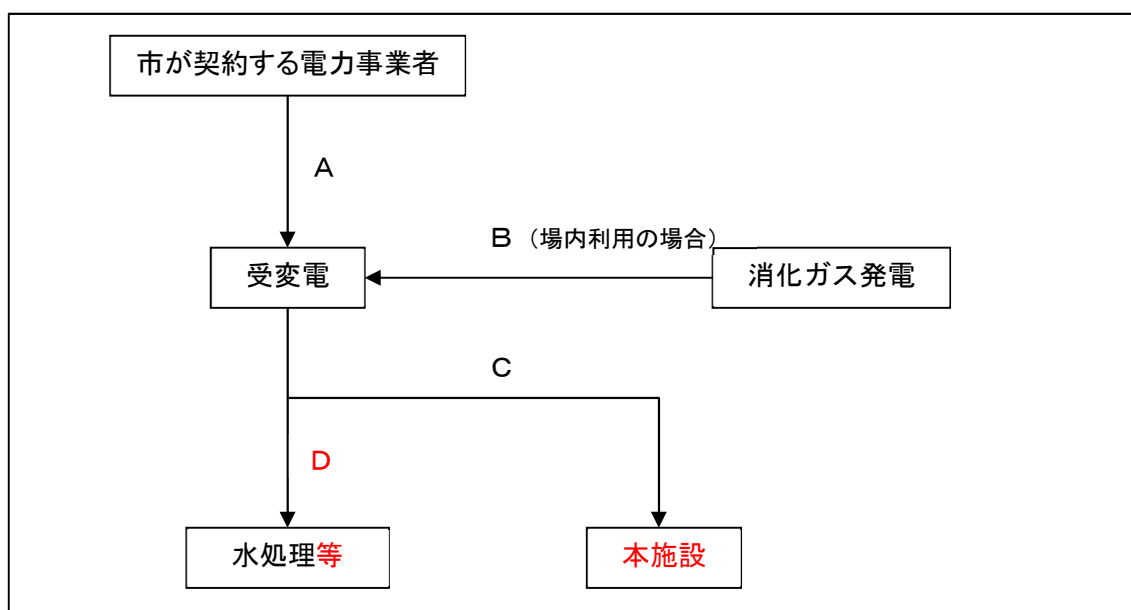 市が契約する電力事業者
A
B（場内利用の場合）
受変電
消化ガス発電
C
D
水処理等
本施設